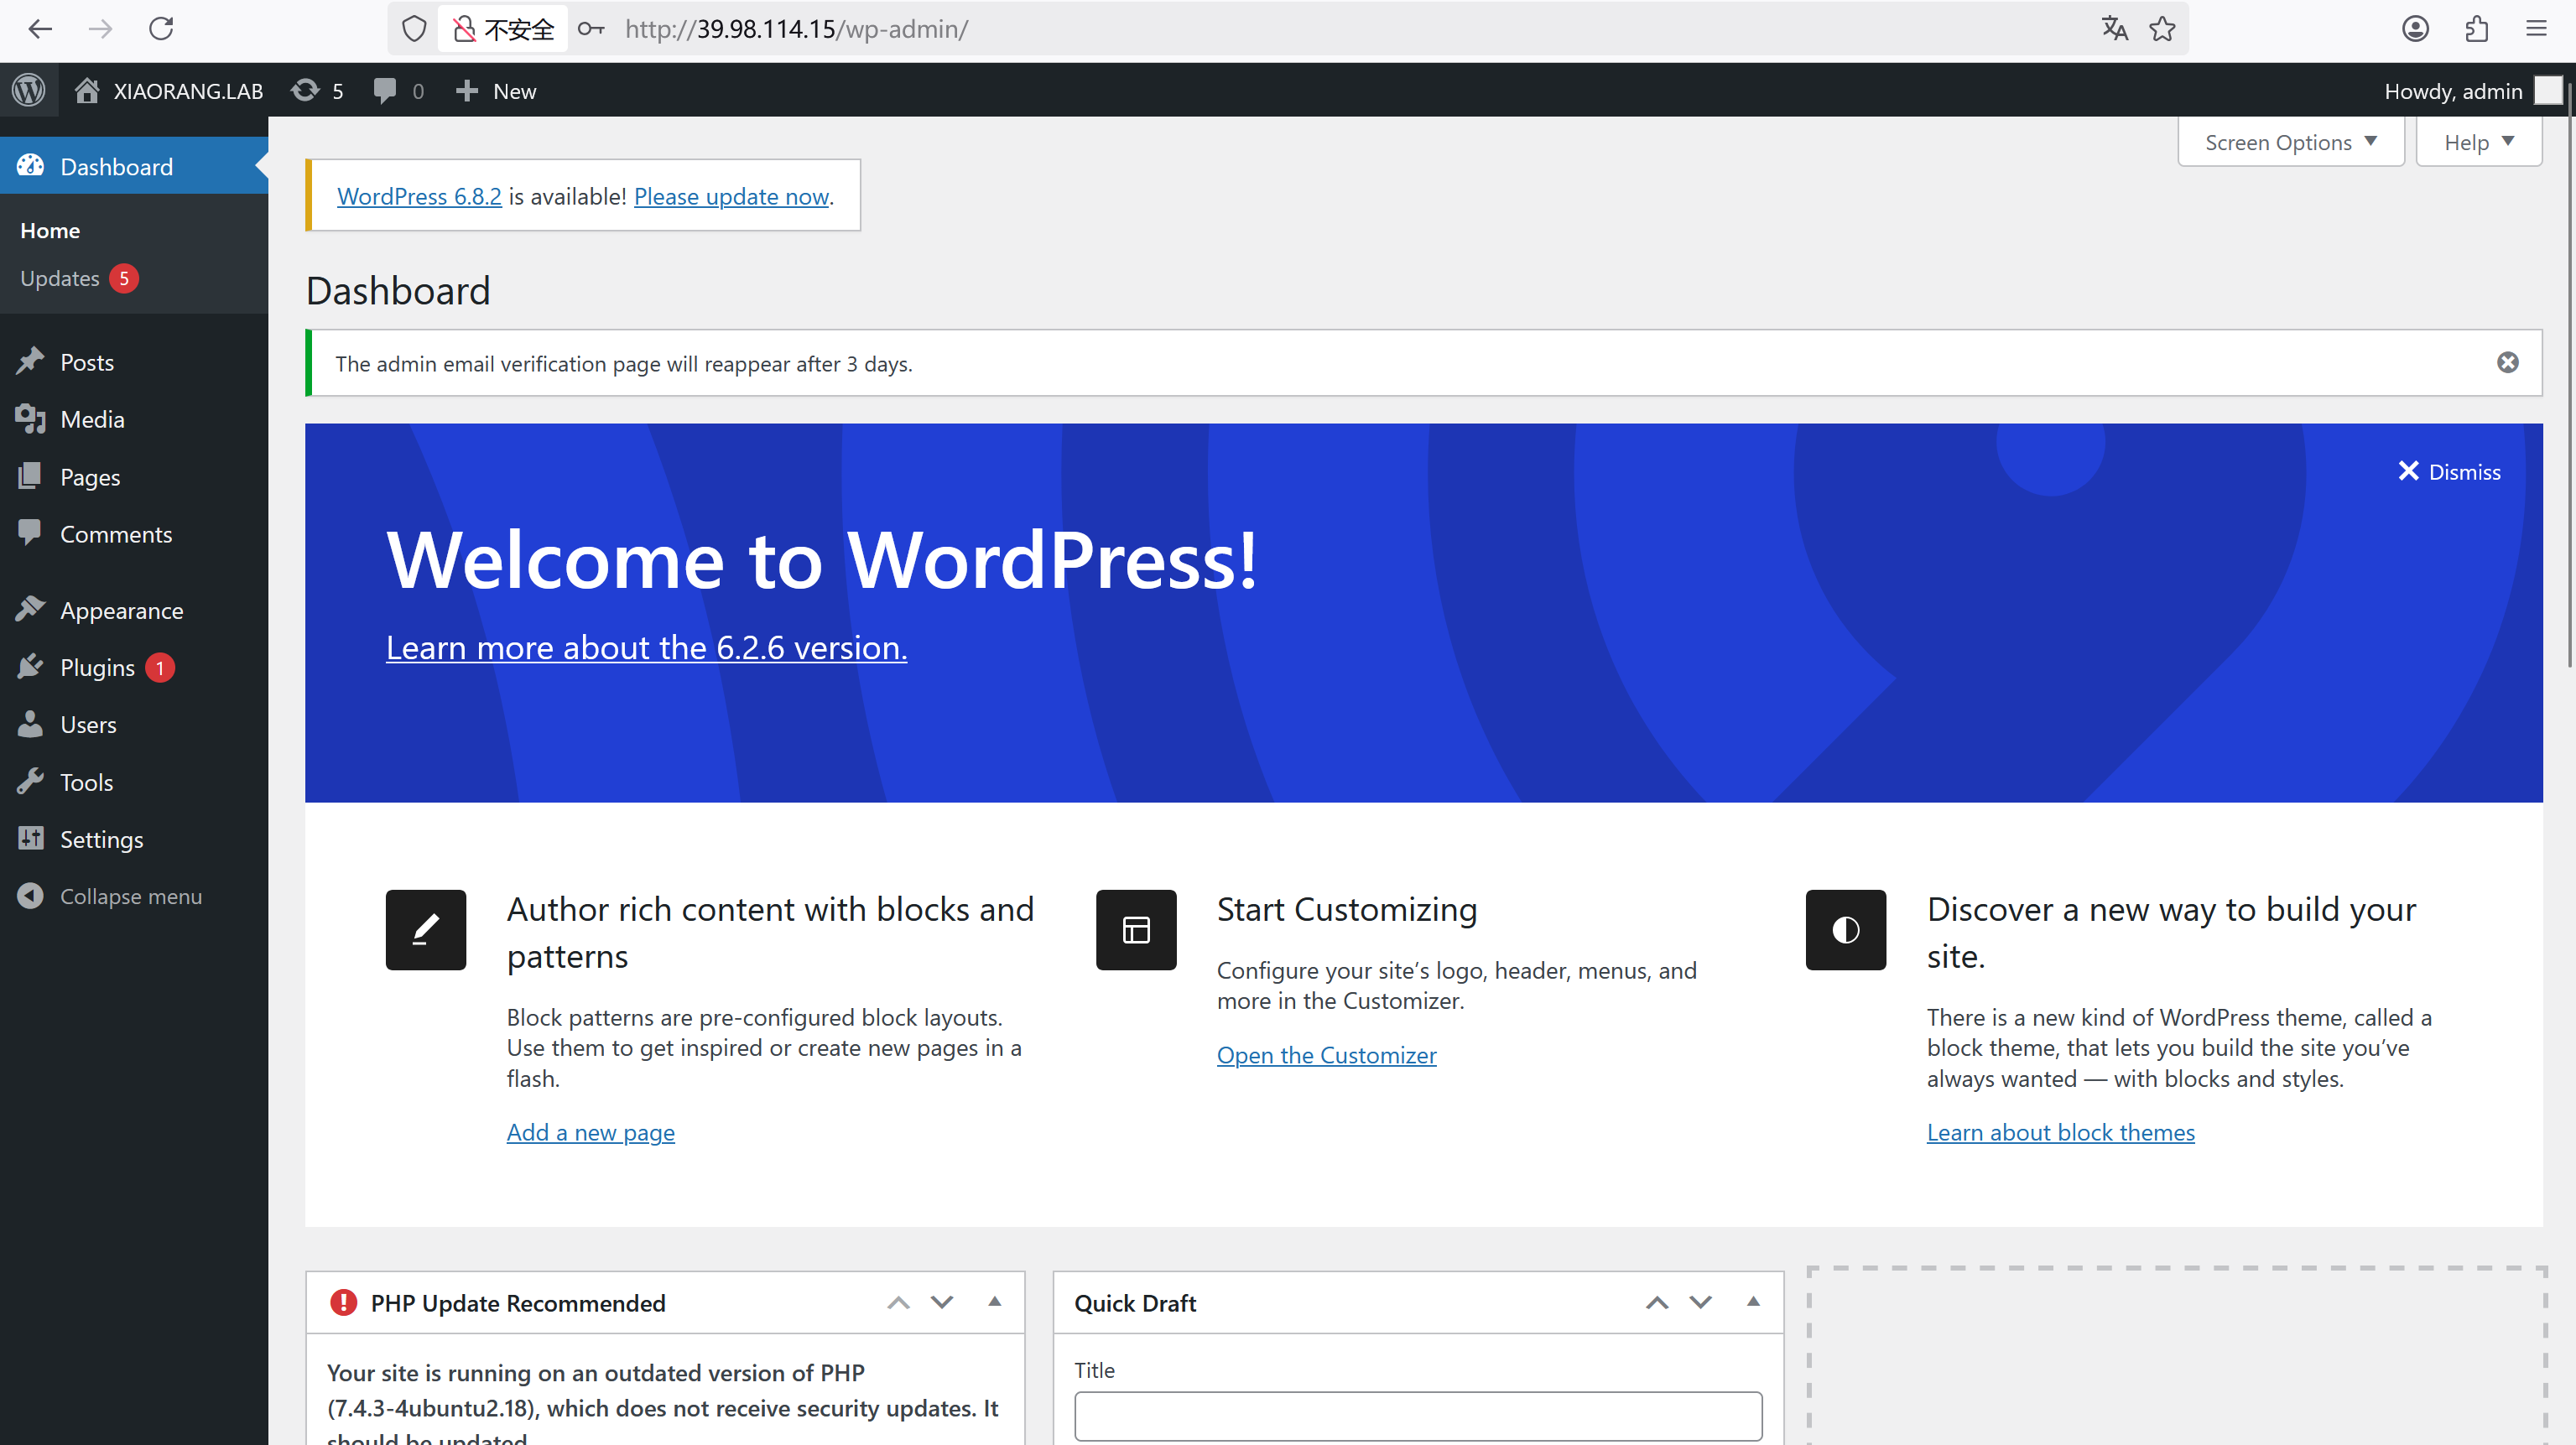 不安全
http://39.98.114.15/wp-admin/
XIAORANG.LAB
5
0
New
Howdy, admin
Screen Options
Help
Dashboard
Home
Updates 5
Posts
Media
Pages
Comments
Appearance
Plugins 1
Users
Tools
Settings
Collapse menu
WordPress 6.8.2 is available! Please update now.
Dashboard
The admin email verification page will reappear after 3 days.
Dismiss
Welcome to WordPress!
Learn more about the 6.2.6 version.
Author rich content with blocks and
patterns
Block patterns are pre-configured block layouts.
Use them to get inspired or create new pages in a
flash.
Add a new page
Start Customizing
Configure your site’s logo, header, menus, and
more in the Customizer.
Open the Customizer
Discover a new way to build your
site.
There is a new kind of WordPress theme, called a
block theme, that lets you build the site you’ve
always wanted — with blocks and styles.
Learn about block themes
PHP Update Recommended
Your site is running on an outdated version of PHP
(7.4.3-4ubuntu2.18), which does not receive security updates. It
should be updated
Quick Draft
Title